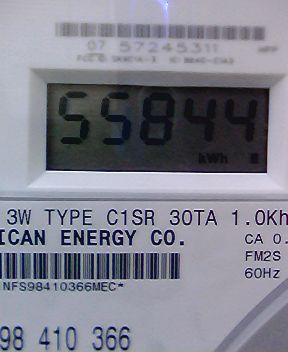 07 57245311
55844
kWh
3W TYPE C1SR 30TA 1.0Kh
ICAN ENERGY CO.
CA 0.
FM2S
60Hz
NFS98410366MEC*
98 410 366